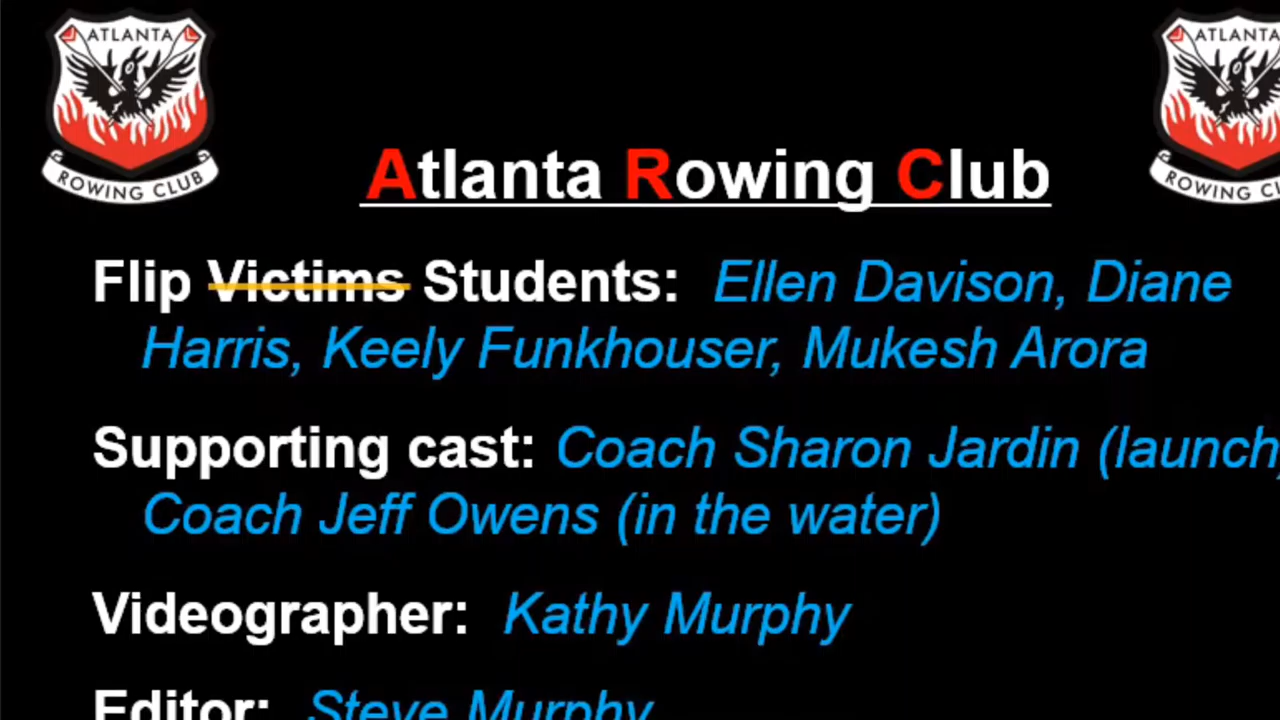 ATLANTA
ROWING CLUB
ATLANTA
ROWING
Atlanta Rowing Club
Flip Victims Students: Ellen Davison, Diane
Harris, Keely Funkhouser, Mukesh Arora
Supporting cast: Coach Sharon Jardin (launch)
Coach Jeff Owens (in the water)
Videographer: Kathy Murphy
Editor: Steve Murphy